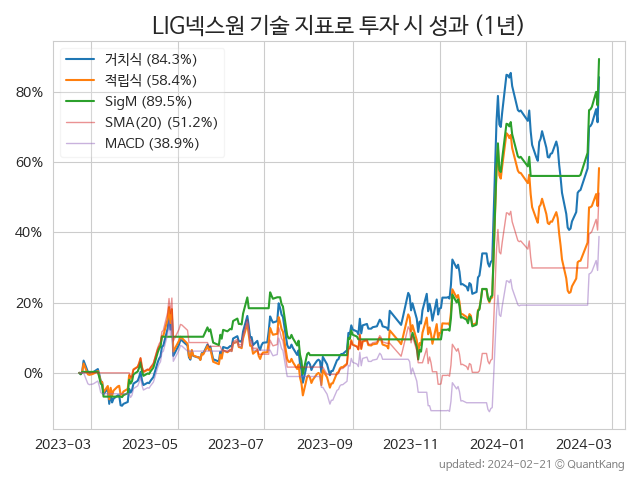 LIG넥스원 기술 지표로 투자 시 성과 (1년)
거치식 (84.3%)
적립식 (58.4%)
SigM (89.5%)
SMA(20) (51.2%)
MACD (38.9%)
80%
60%
40%
20%
0%
2023-03 2023-05 2023-07 2023-09 2023-11 2024-01 2024-03
updated: 2024-02-21 © QuantKang